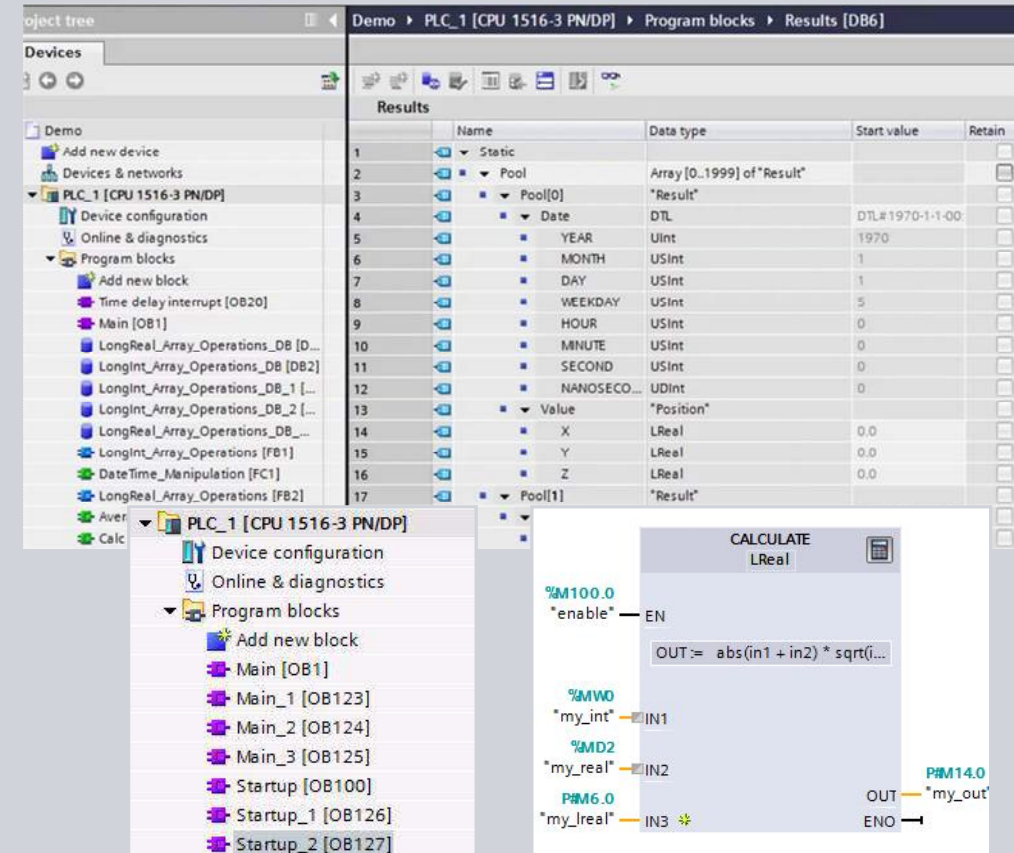 oject tree
Demo ▸ PLC_1 [CPU 1516-3 PN/DP] ▸ Program blocks ▸ Results [DB6]
Devices
Results
Name Data type Start value Retain
Demo
Add new device
Devices & networks
PLC_1 [CPU 1516-3 PN/DP]
Device configuration
Online & diagnostics
Program blocks
Add new block
Time delay interrupt [OB20]
Main [OB1]
LongReal_Array_Operations_DB [D...
LongInt_Array_Operations_DB [DB2]
LongInt_Array_Operations_DB_1 [...
LongInt_Array_Operations_DB_2 [...
LongReal_Array_Operations_DB_...
LongInt_Array_Operations [FB1]
DateTime_Manipulation [FC1]
LongReal_Array_Operations [FB2]
Aver
Calc
1 Static
2 Pool Array [0..1999] of "Result"
3 Pool[0] "Result"
4 Date DTL DTL#1970-1-1-00:
5 YEAR UInt 1970
6 MONTH USInt 1
7 DAY USInt 1
8 WEEKDAY USInt 5
9 HOUR USInt 0
10 MINUTE USInt 0
11 SECOND USInt 0
12 NANOSECO... UDInt 0
13 Value "Position"
14 X LReal 0.0
15 Y LReal 0.0
16 Z LReal 0.0
17 Pool[1] "Result"
PLC_1 [CPU 1516-3 PN/DP]
Device configuration
Online & diagnostics
Program blocks
Add new block
Main [OB1]
Main_1 [OB123]
Main_2 [OB124]
Main_3 [OB125]
Startup [OB100]
Startup_1 [OB126]
Startup_2 [OB127]
CALCULATE
LReal
%M100.0
"enable" EN
OUT := abs(in1 + in2) * sqrt(i...
%MW0
"my_int" IN1
%MD2
"my_real" IN2
P#M6.0
"my_lreal" IN3
P#M14.0
OUT "my_out"
ENO